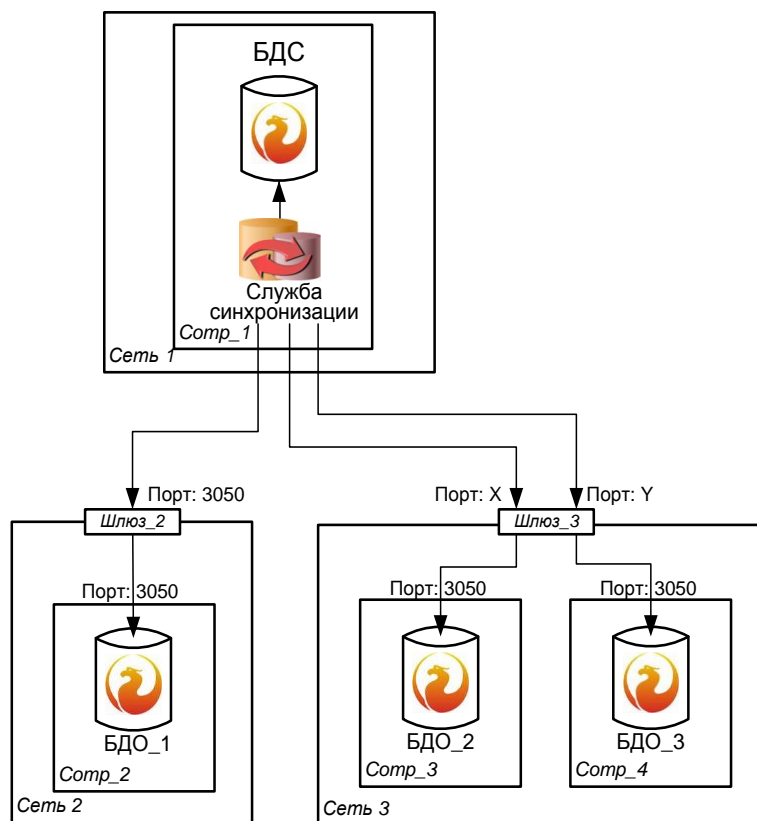 БДС
Служба
синхронизации
Comp_1
Сеть 1
Порт: 3050
Порт: X
Порт: Y
Шлюз_2
Шлюз_3
Порт: 3050
Порт: 3050
Порт: 3050
БДО_1
БДО_2
БДО_3
Comp_2
Comp_3
Comp_4
Сеть 2
Сеть 3